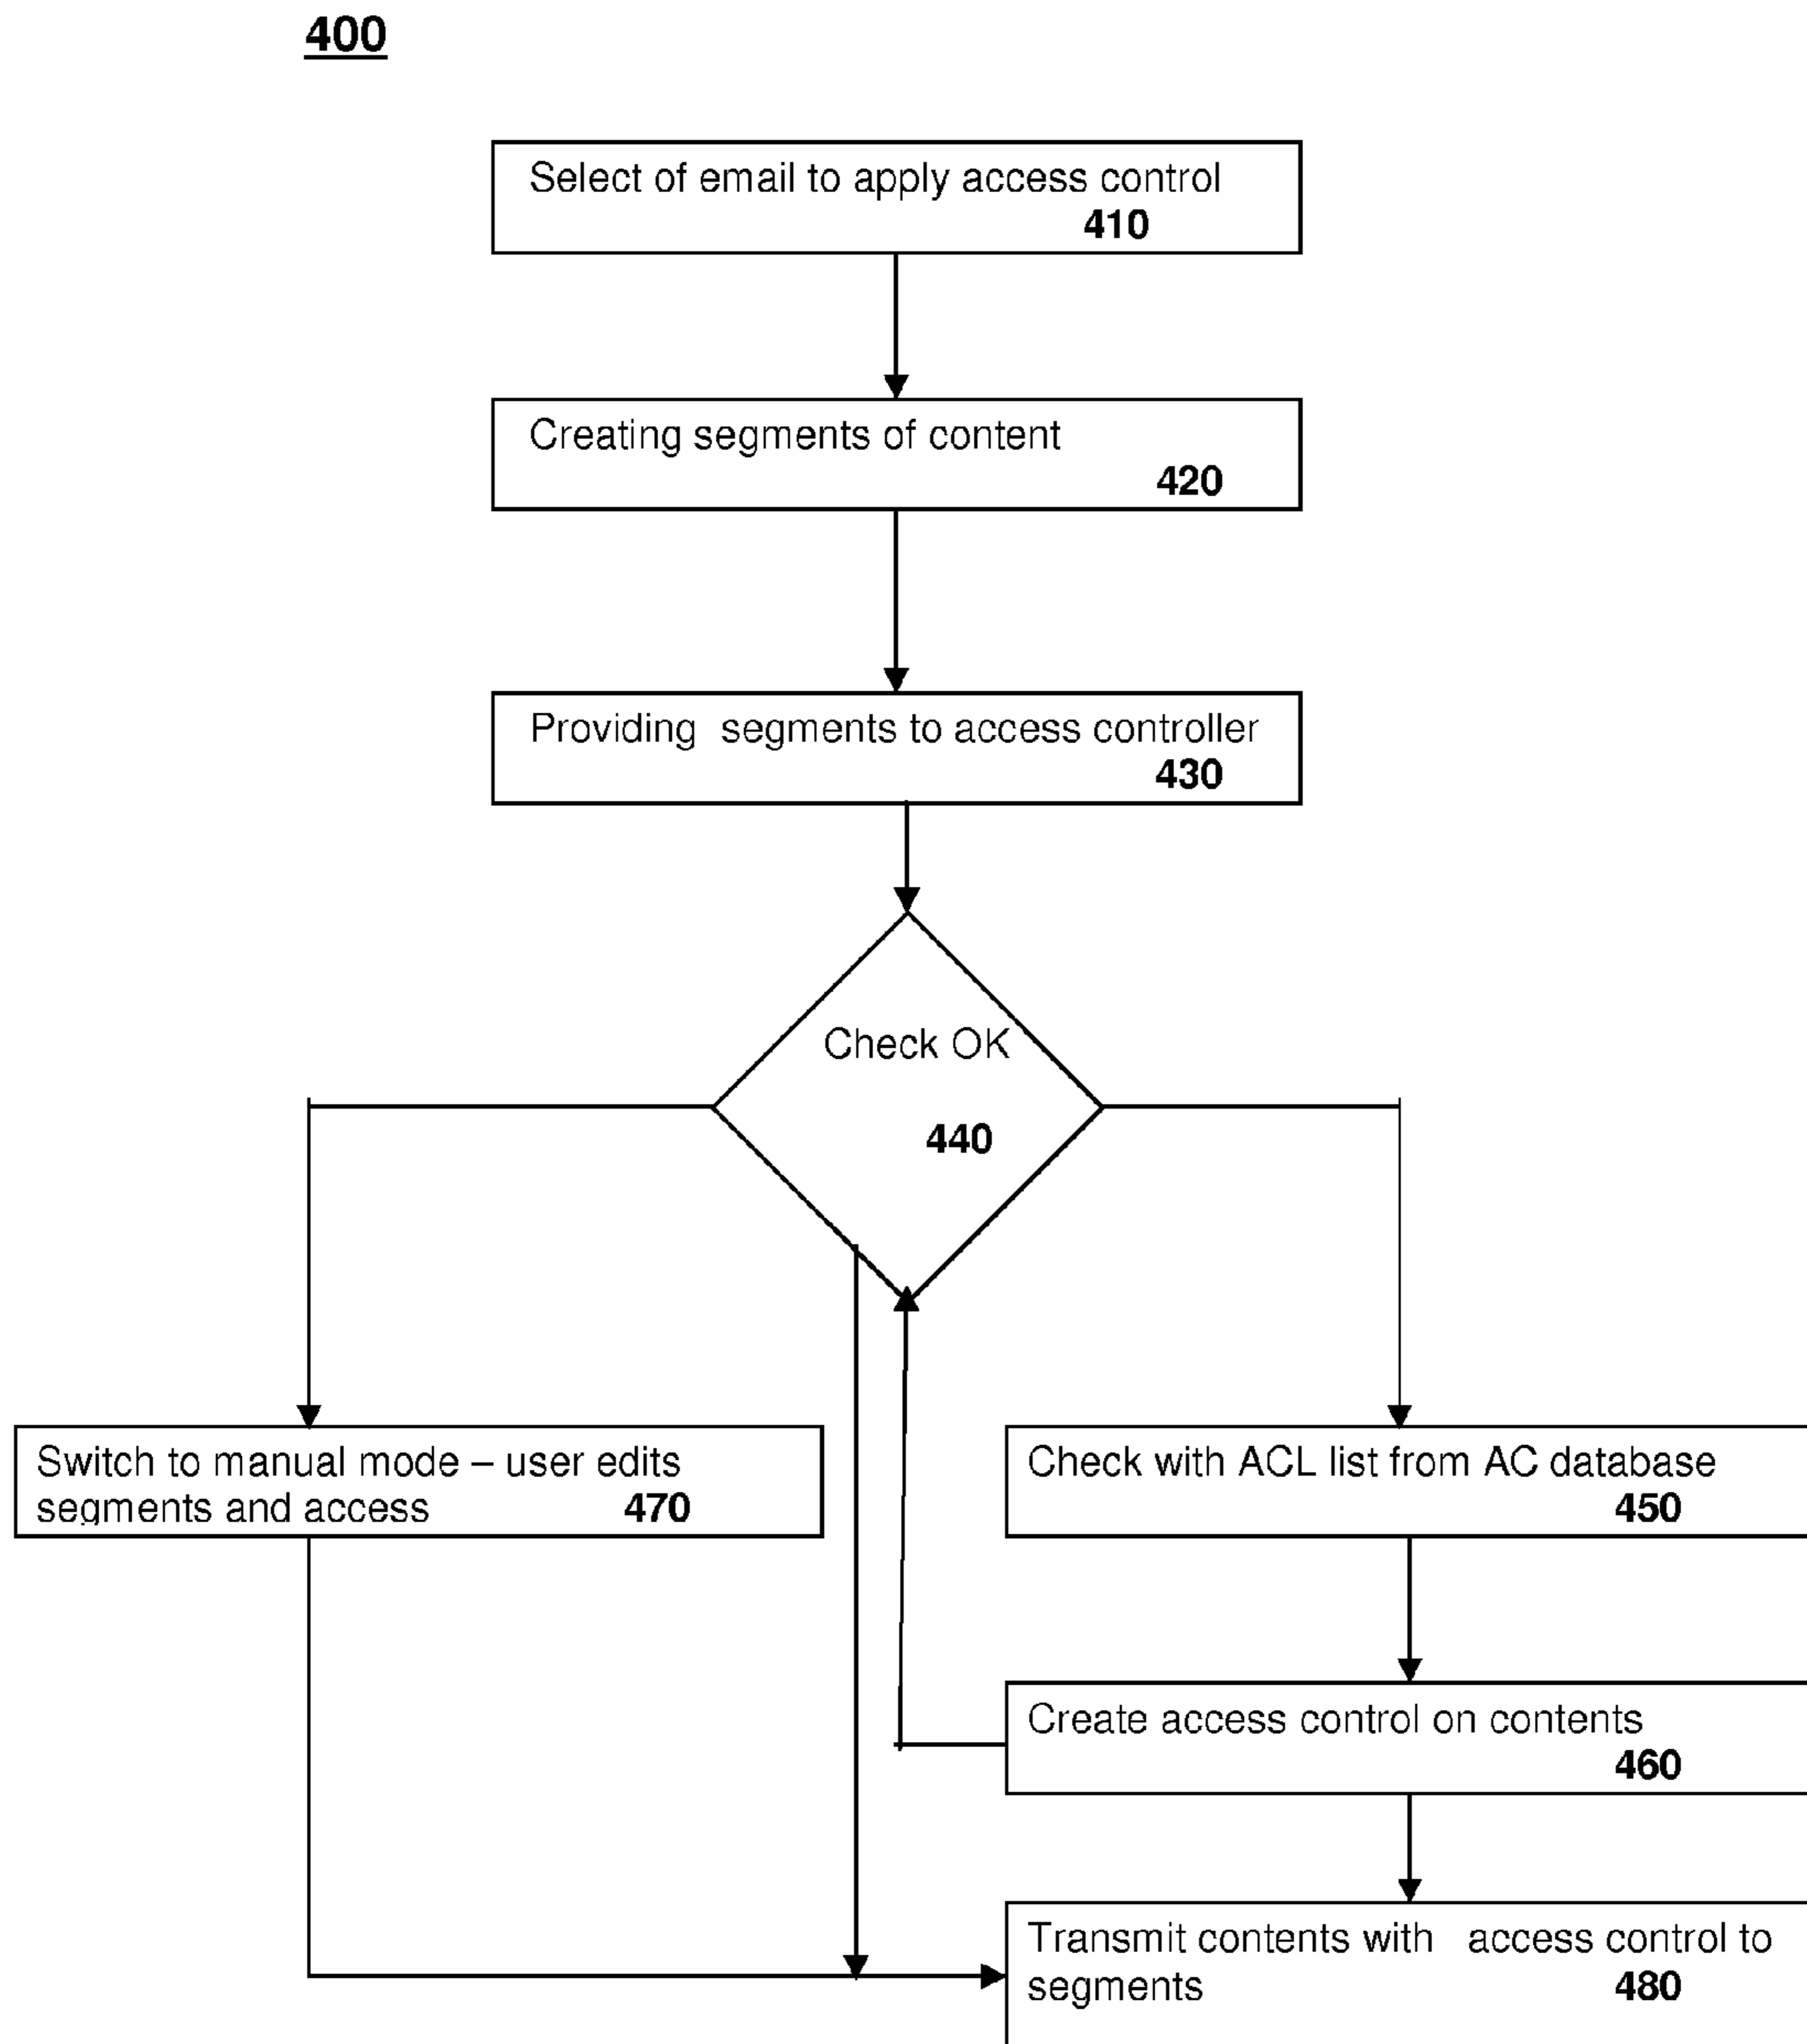 400
Select of email to apply access control
410
Creating segments of content
420
Providing segments to access controller
430
Check OK
440
Switch to manual mode – user edits
segments and access 470
Check with ACL list from AC database
450
Create access control on contents
460
Transmit contents with access control to
segments 480